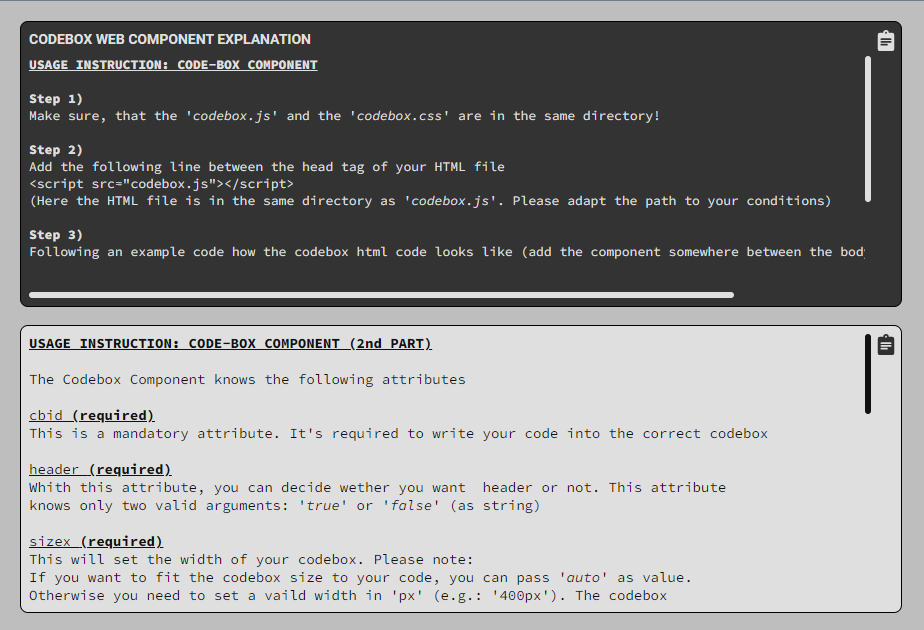 CODEBOX WEB COMPONENT EXPLANATION
USAGE INSTRUCTION: CODE-BOX COMPONENT
Step 1)
Make sure, that the 'codebox.js' and the 'codebox.css' are in the same directory!
Step 2)
Add the following line between the head tag of your HTML file
<script src="codebox.js"></script>
(Here the HTML file is in the same directory as 'codebox.js'. Please adapt the path to your conditions)
Step 3)
Following an example code how the codebox html code looks like (add the component somewhere between the body
USAGE INSTRUCTION: CODE-BOX COMPONENT (2nd PART)
The Codebox Component knows the following attributes
cbid (required)
This is a mandatory attribute. It's required to write your code into the correct codebox
header (required)
Whith this attribute, you can decide wether you want  header or not. This attribute
knows only two valid arguments: 'true' or 'false' (as string)
sizex (required)
This will set the width of your codebox. Please note:
If you want to fit the codebox size to your code, you can pass 'auto' as value.
Otherwise you need to set a vaild width in 'px' (e.g.: '400px'). The codebox